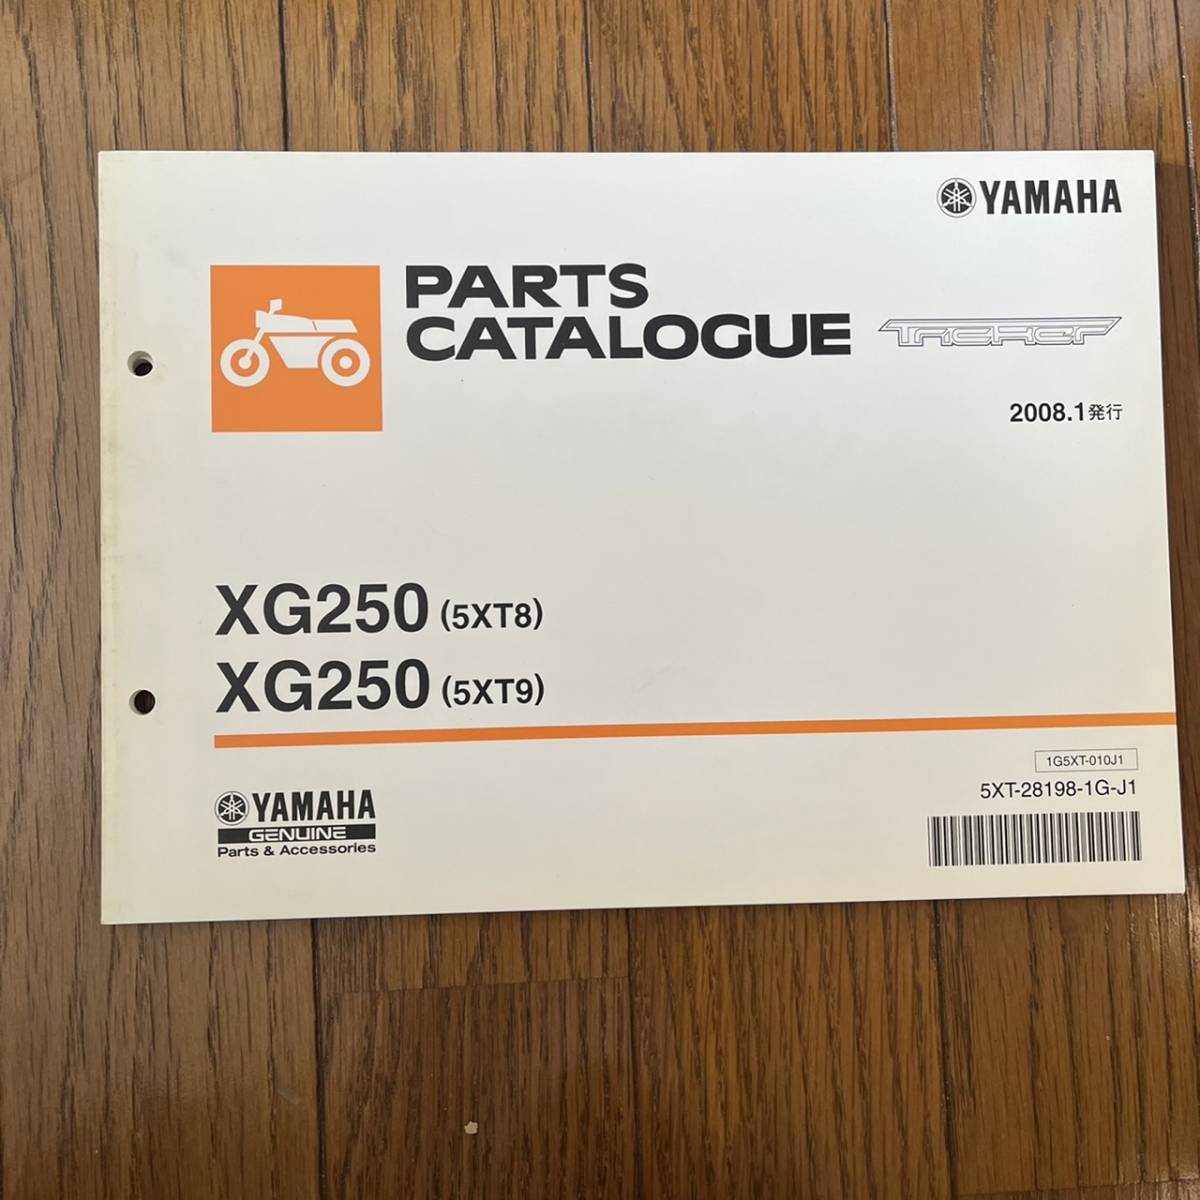 YAMAHA
PARTS
CATALOGUE
TRICKER
2008.1発行
XG250 (5XT8)
XG250 (5XT9)
1G5XT-010J1
5XT-28198-1G-J1
YAMAHA
GENUINE
Parts & Accessories